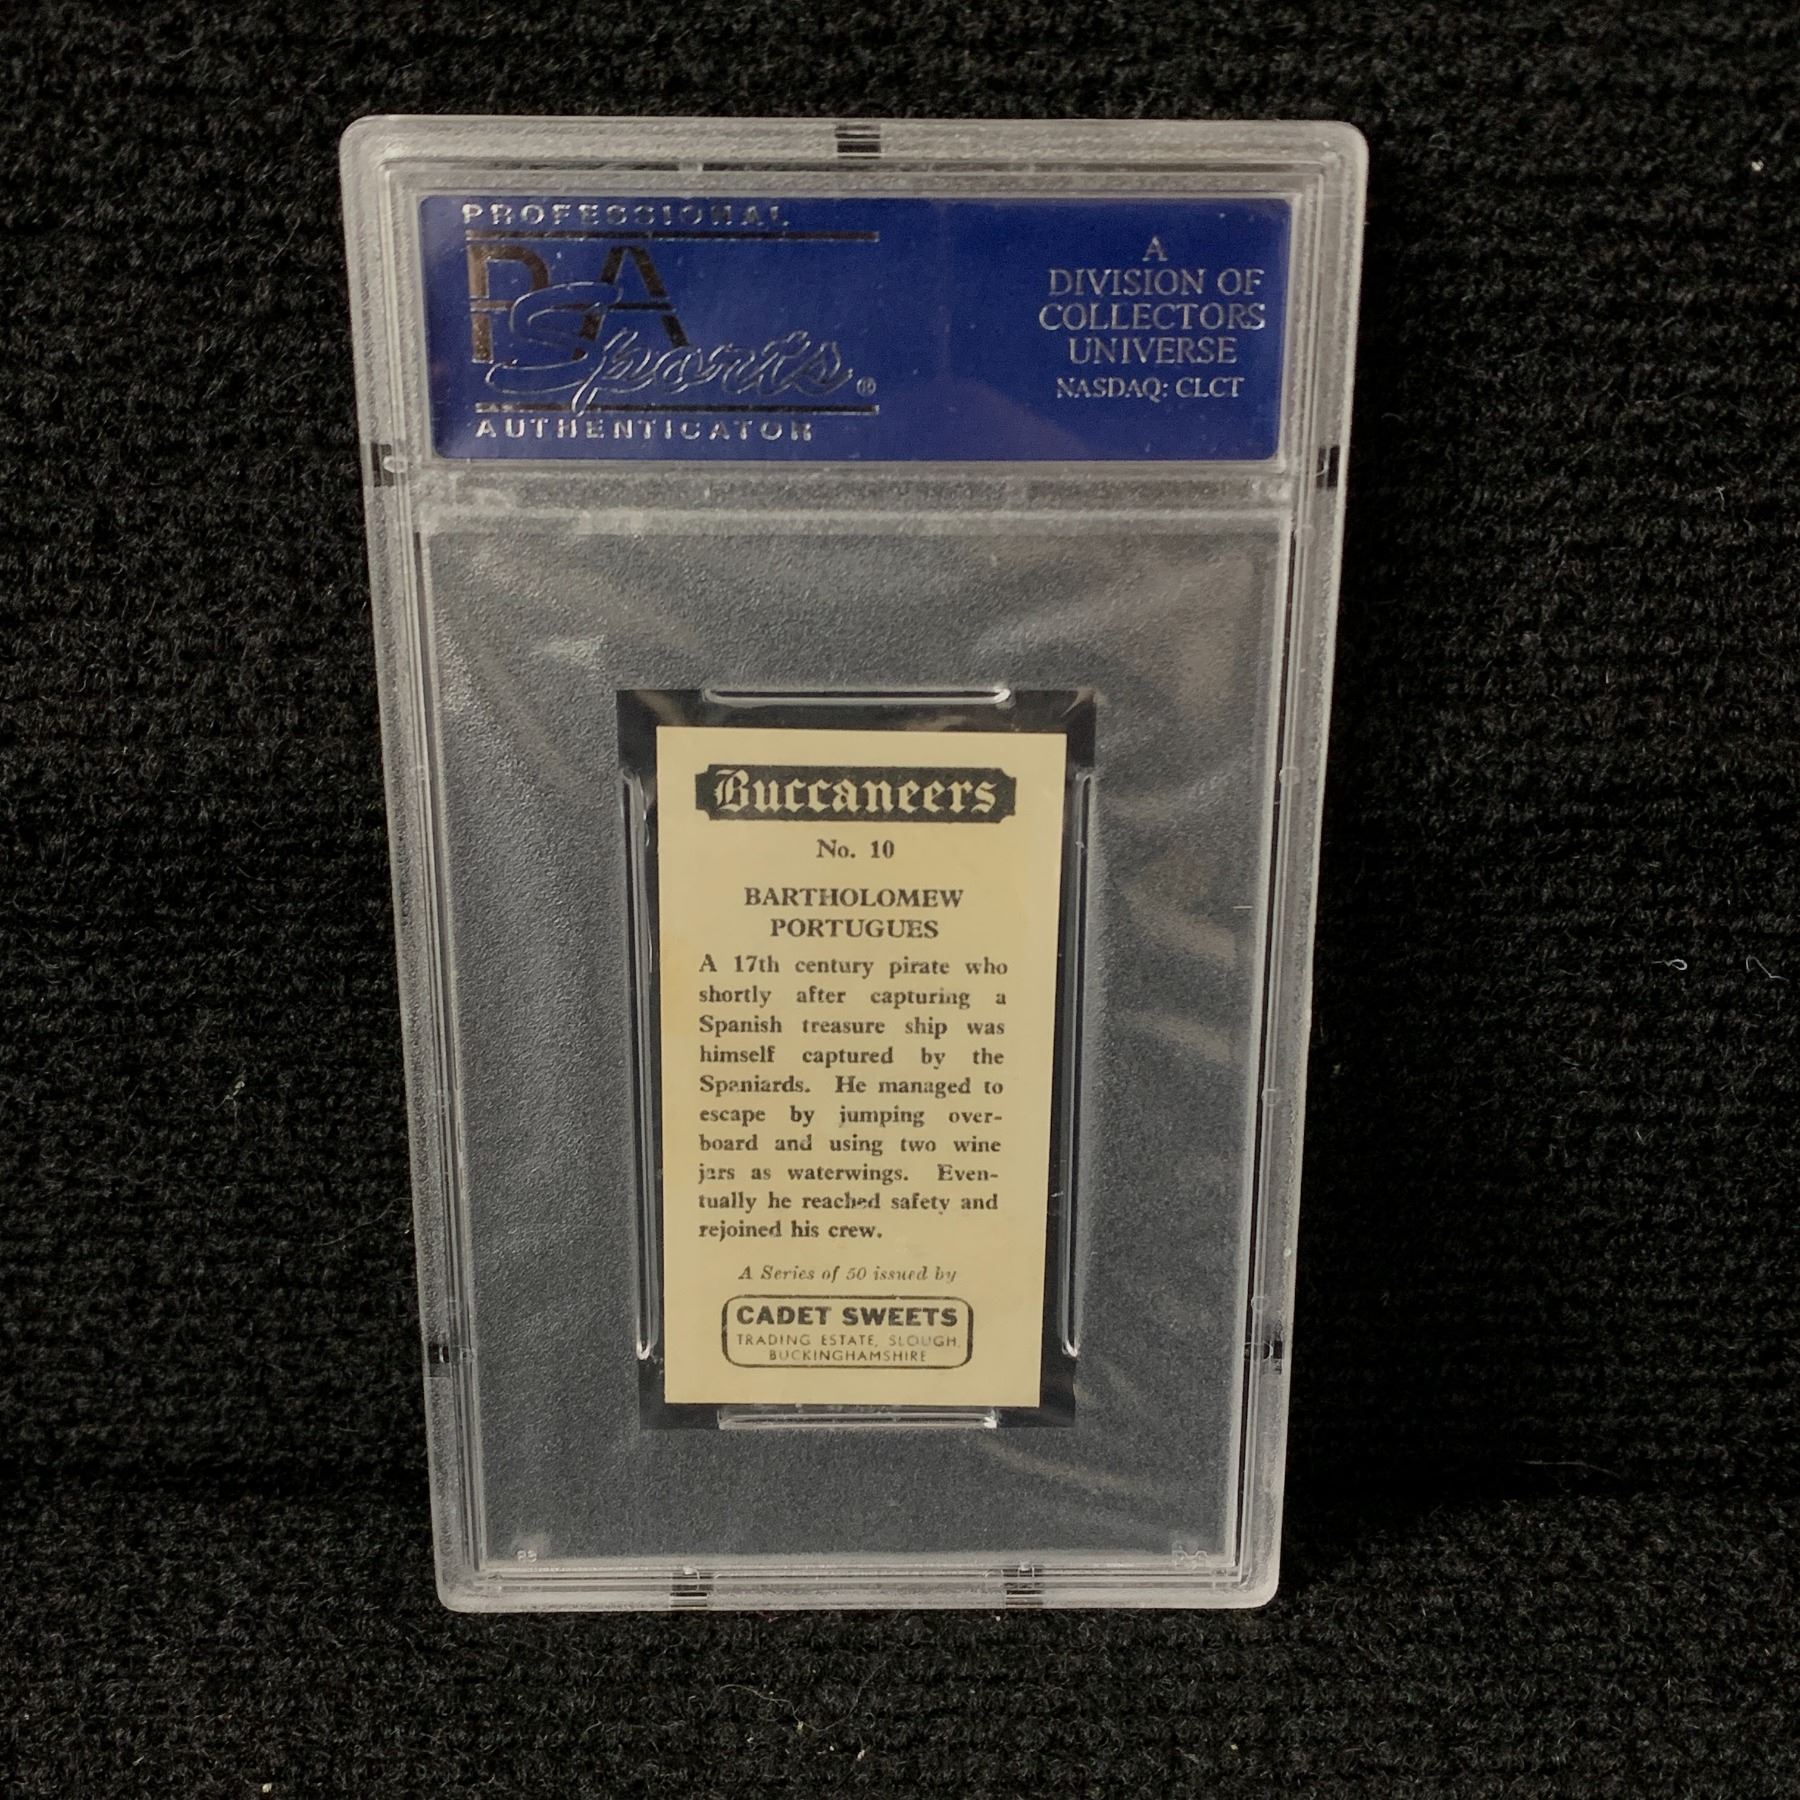 PROFESSIONAL
PSA
Sports®
AUTHENTICATOR
A
DIVISION OF
COLLECTORS
UNIVERSE
NASDAQ: CLCT
Buccaneers
No. 10
BARTHOLOMEW
PORTUGUES
A 17th century pirate who
shortly after capturing a
Spanish treasure ship was
himself captured by the
Spaniards. He managed to
escape by jumping over-
board and using two wine
jars as waterwings. Even-
tually he reached safety and
rejoined his crew.
A Series of 50 issued by
CADET SWEETS
TRADING ESTATE, SLOUGH,
BUCKINGHAMSHIRE